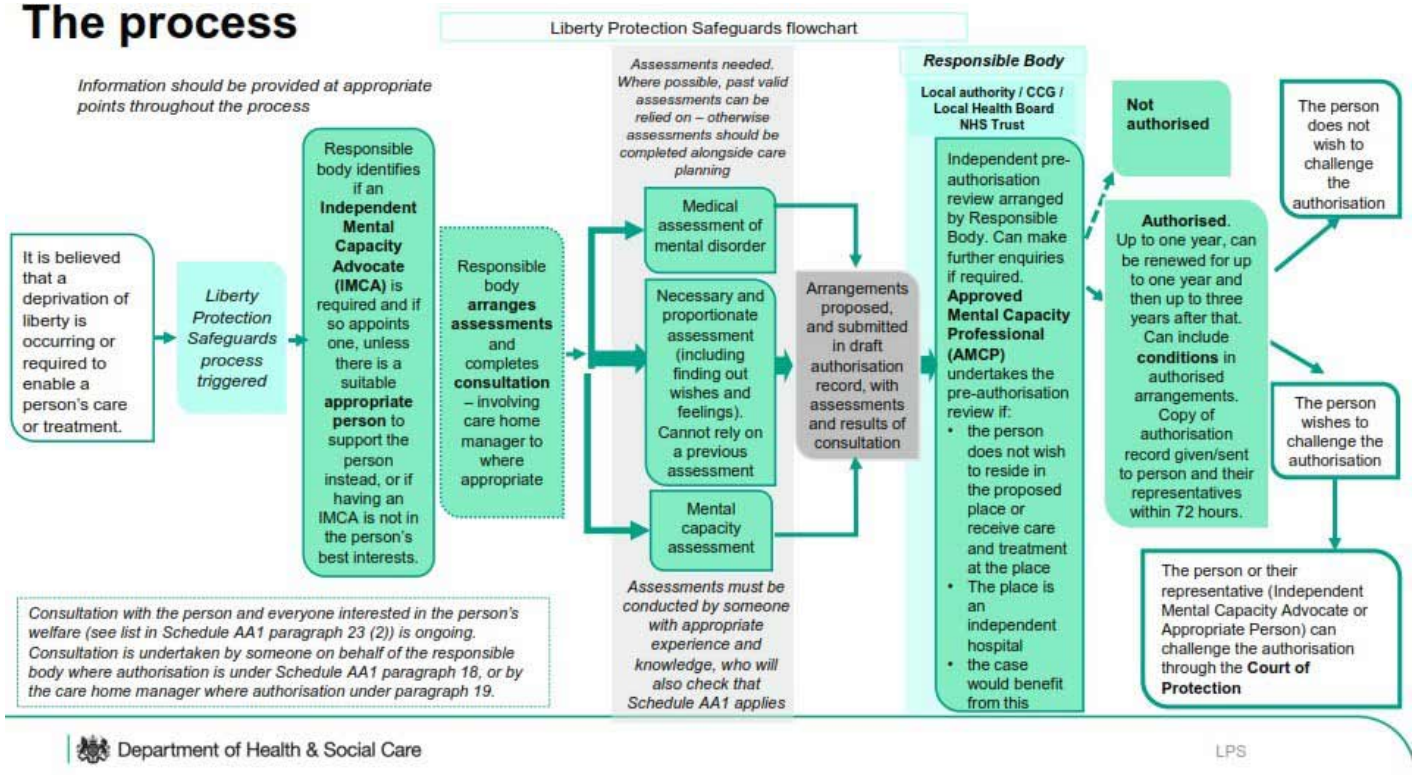 The process
Liberty Protection Safeguards flowchart
Information should be provided at appropriate
points throughout the process
It is believed
that a
deprivation of
liberty is
occurring or
required to
enable a
person's care
or treatment.
Liberty
Protection
Safeguards
process
triggered
Responsible
body identifies
if an
Independent
Mental
Capacity
Advocate
(IMCA) is
required and if
so appoints
one, unless
there is a
suitable
appropriate
person to
support the
person
instead, or if
having an
IMCA is not in
the person's
best interests.
Responsible
body
arranges
assessments
and
completes
consultation
– involving
care home
manager to
where
appropriate
Assessments needed.
Where possible, past valid
assessments can be
relied on – otherwise
assessments should be
completed alongside care
planning
Medical
assessment of
mental disorder
Necessary and
proportionate
assessment
(including
finding out
wishes and
feelings).
Cannot rely on
a previous
assessment
Mental
capacity
assessment
Assessments must be
conducted by someone
with appropriate
experience and
knowledge, who will
also check that
Schedule AA1 applies
Arrangements
proposed,
and submitted
in draft
authorisation
record, with
assessments
and results of
consultation
Responsible Body
Local authority / CCG /
Local Health Board
NHS Trust
Independent pre-
authorisation
review arranged
by Responsible
Body. Can make
further enquiries
if required.
Approved
Mental Capacity
Professional
(AMCP)
undertakes the
pre-authorisation
review if:
• the person
does not wish
to reside in
the proposed
place or
receive care
and treatment
at the place
• The place is
an
independent
hospital
• the case
would benefit
from this
Not
authorised
Authorised.
Up to one year, can
be renewed for up
to one year and
then up to three
years after that.
Can include
conditions in
authorised
arrangements.
Copy of
authorisation
record given/sent
to person and their
representatives
within 72 hours.
The person
does not
wish to
challenge
the
authorisation
The person
wishes to
challenge the
authorisation
The person or their
representative (Independent
Mental Capacity Advocate or
Appropriate Person) can
challenge the authorisation
through the Court of
Protection
Consultation with the person and everyone interested in the person's
welfare (see list in Schedule AA1 paragraph 23 (2)) is ongoing.
Consultation is undertaken by someone on behalf of the responsible
body where authorisation is under Schedule AA1 paragraph 18, or by
the care home manager where authorisation under paragraph 19.
Department of Health & Social Care
LPS